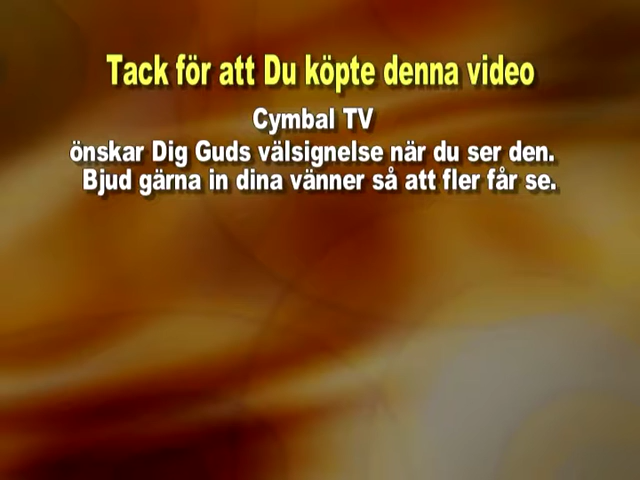 Tack för att Du köpte denna video
Cymbal TV
önskar Dig Guds välsignelse när du ser den.
Bjud gärna in dina vänner så att fler får se.